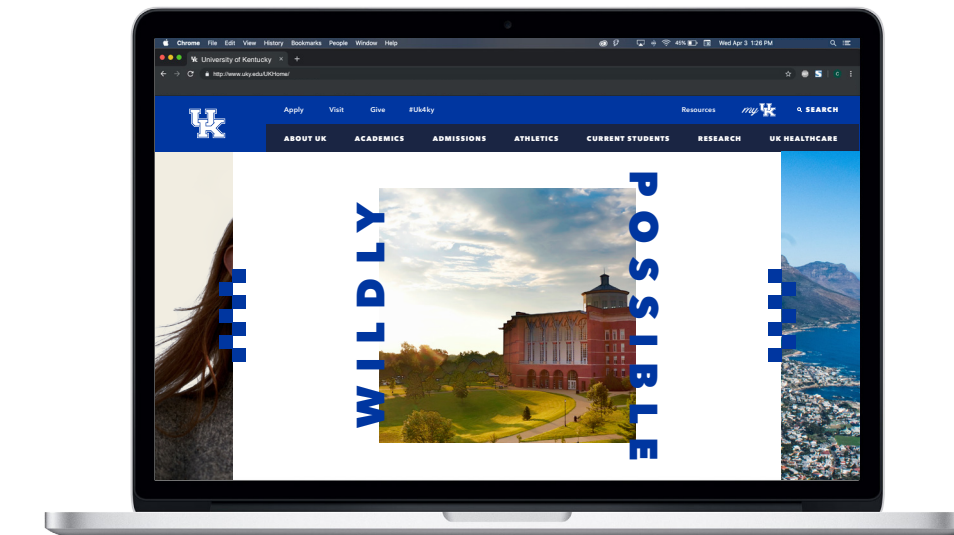 Chrome File Edit View History Bookmarks People Window Help 45% Wed Apr 3 1:26 PM
University of Kentucky
http://www.uky.edu/UKHome/
C
UK Apply Visit Give #Uk4ky Resources my UK SEARCH
ABOUT UK ACADEMICS ADMISSIONS ATHLETICS CURRENT STUDENTS RESEARCH UK HEALTHCARE
WILDLY
POSSIBLE